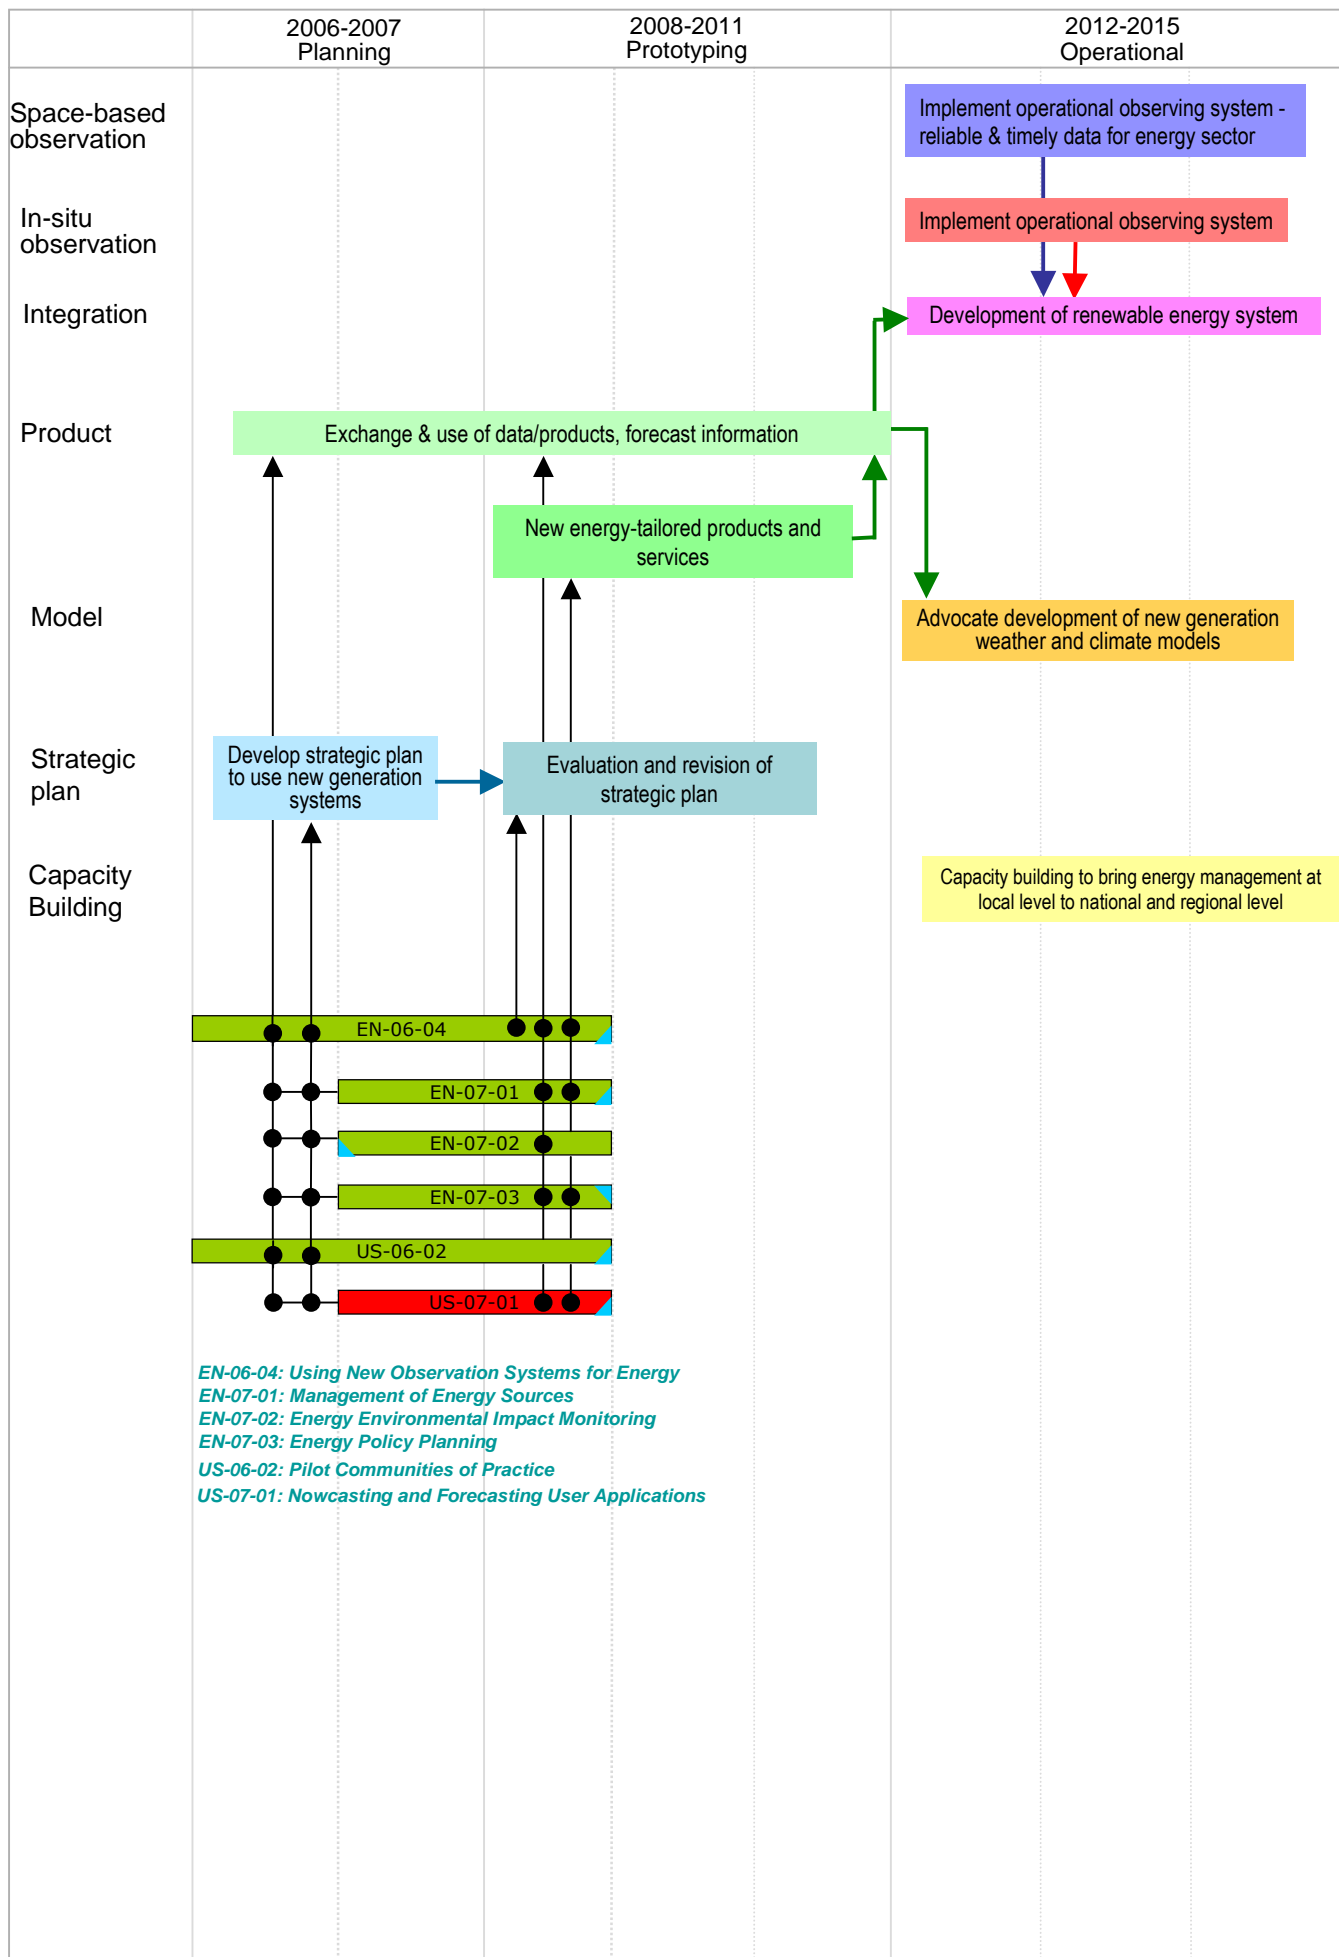 2006-2007
Planning
2008-2011
Prototyping
2012-2015
Operational
Space-based
observation
Implement operational observing system -
reliable & timely data for energy sector
In-situ
observation
Implement operational observing system
Integration
Development of renewable energy system
Product
Exchange & use of data/products, forecast information
New energy-tailored products and
services
Model
Advocate development of new generation
weather and climate models
Strategic
plan
Develop strategic plan
to use new generation
systems
Evaluation and revision of
strategic plan
Capacity
Building
Capacity building to bring energy management at
local level to national and regional level
EN-06-04
EN-07-01
EN-07-02
EN-07-03
US-06-02
US-07-01
EN-06-04: Using New Observation Systems for Energy
EN-07-01: Management of Energy Sources
EN-07-02: Energy Environmental Impact Monitoring
EN-07-03: Energy Policy Planning
US-06-02: Pilot Communities of Practice
US-07-01: Nowcasting and Forecasting User Applications